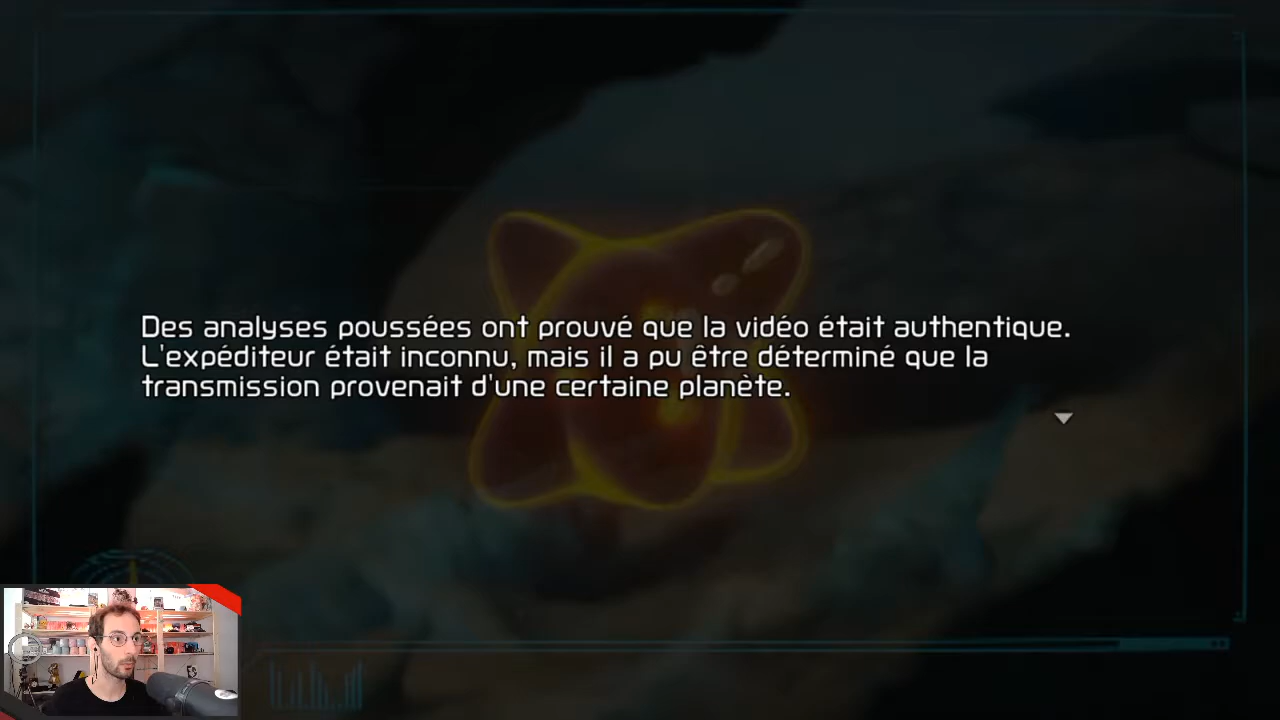 Des analyses poussées ont prouvé que la vidéo était authentique.
L'expéditeur était inconnu, mais il a pu être déterminé que la
transmission provenait d'une certaine planète.